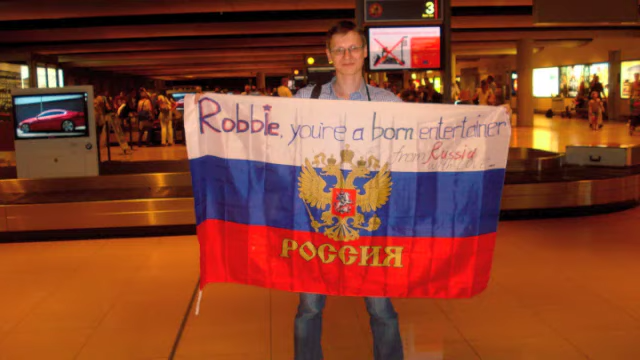 3
Robbie, you're a born entertainer
from Russia
РОССИЯ